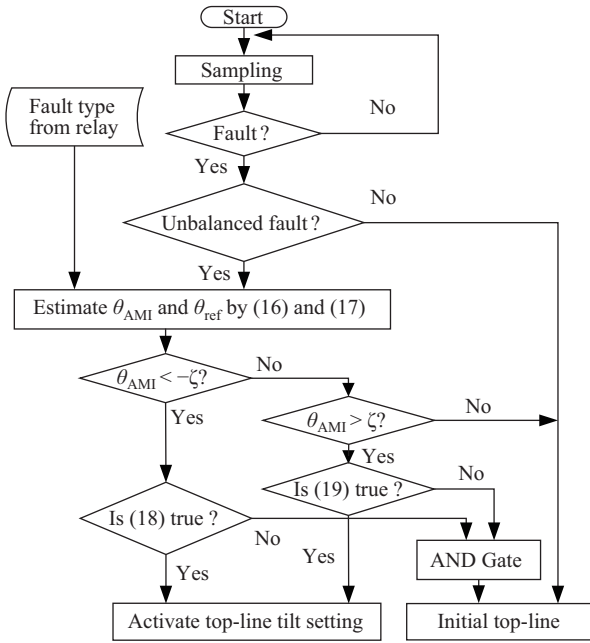 Start
Sampling
No
Fault type
from relay
Fault?
Yes
No
Unbalanced fault?
Yes
Estimate θAMI and θref by (16) and (17)
No
θAMI < −ζ?
No
θAMI > ζ?
Yes
Yes
No
Is (19) true ?
Is (18) true ?
No
Yes
AND Gate
Yes
Activate top-line tilt setting
Initial top-line